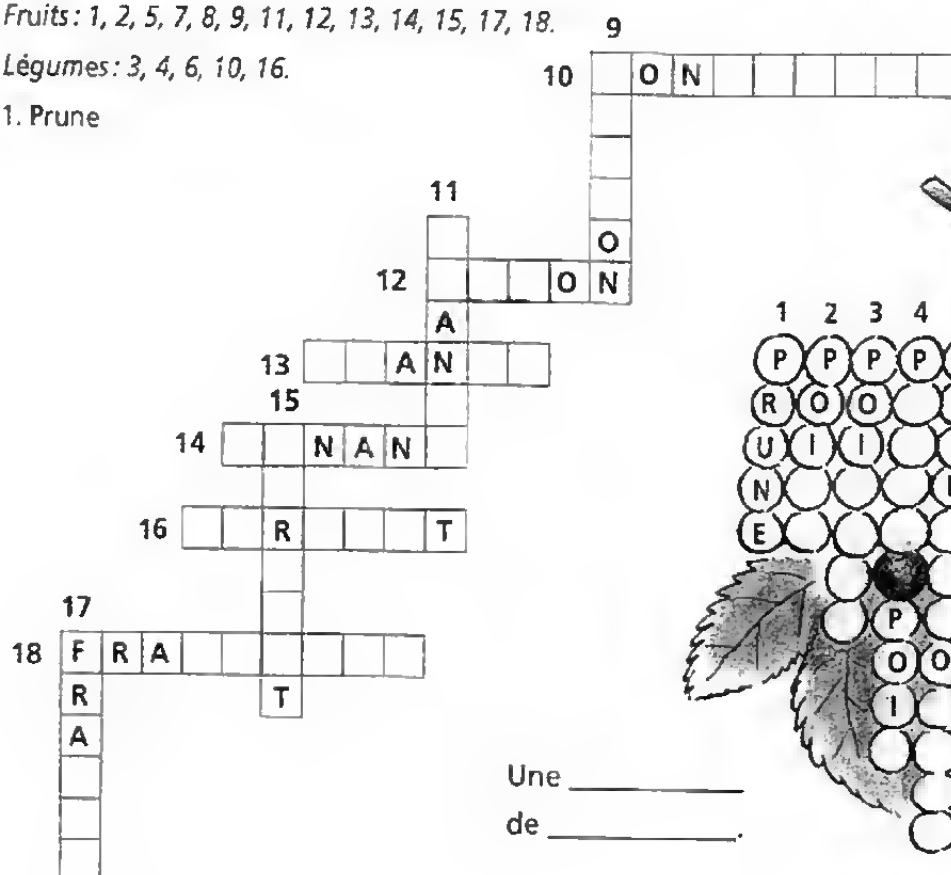 Fruits: 1, 2, 5, 7, 8, 9, 11, 12, 13, 14, 15, 17, 18.
Légumes: 3, 4, 6, 10, 16.
1. Prune
9
10 O N
11
O
12 O N
A
13 A N
15
14 N A N
16 R T
17
18 F R A
R T
A
1 2 3 4
P P P P
R O O
U I I
N
E
P
O O
I
Une
de .